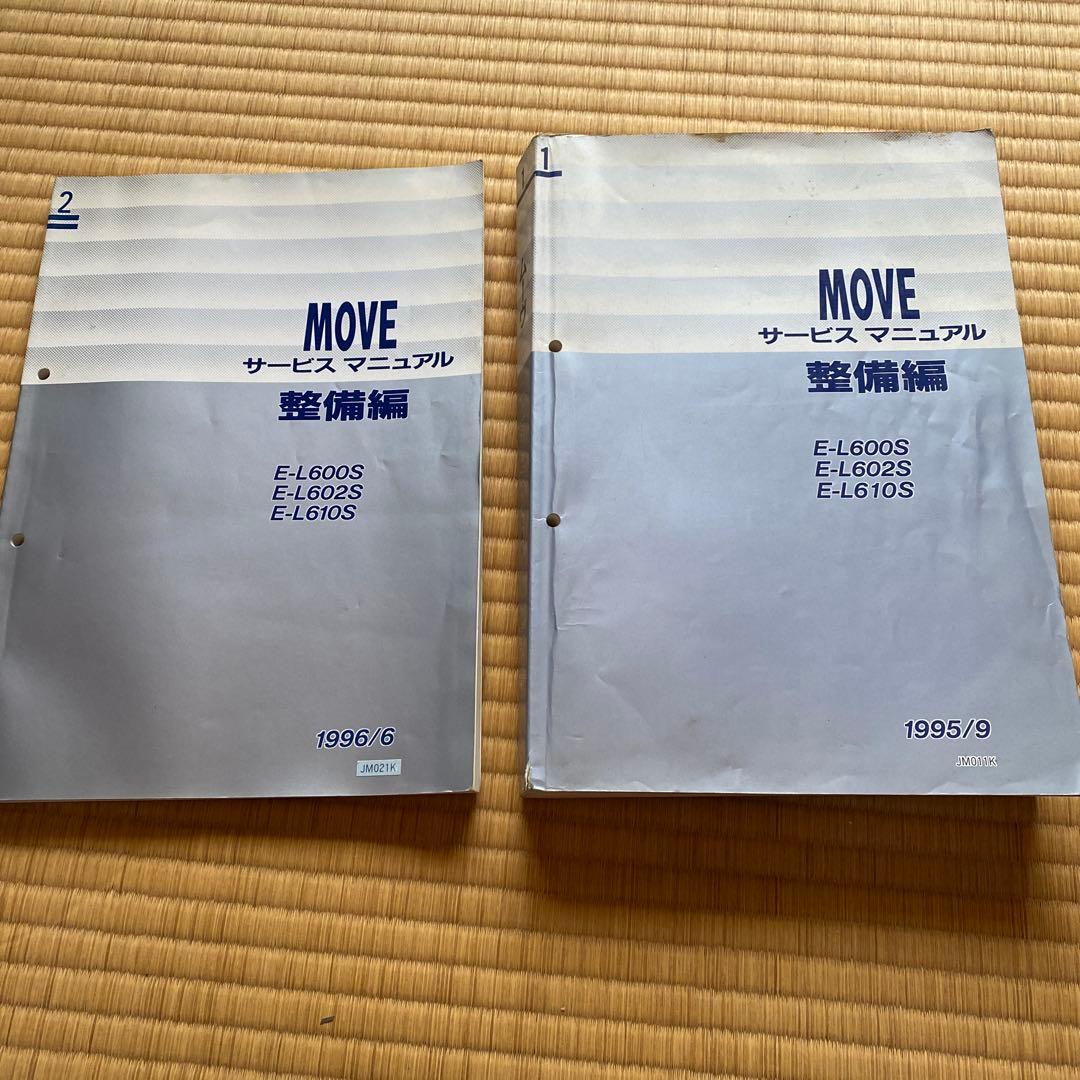 2
MOVE
サービス マニュアル
整備編
E-L600S
E-L602S
E-L610S
1996/6
JM021K
1
1
MOVE
サービス マニュアル
整備編
E-L600S
E-L602S
E-L610S
1995/9
JM011K